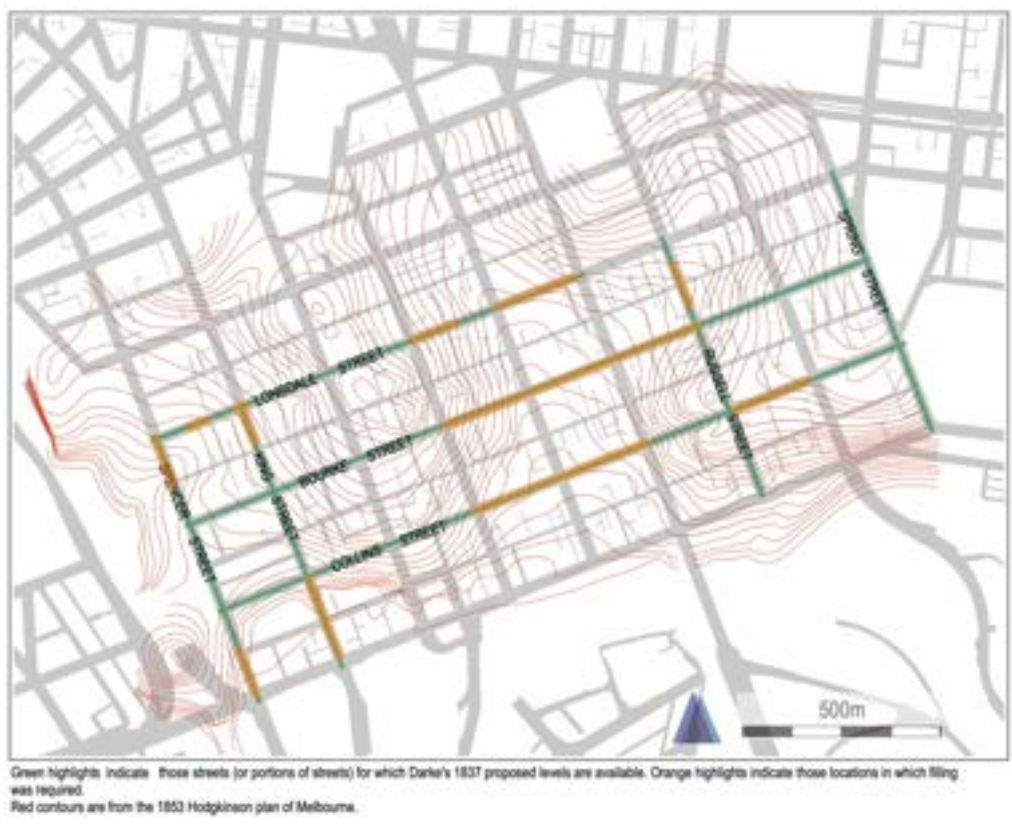 SPRING STREET
LONSDALE STREET
RUSSELL STREET
SPENCER STREET
KING STREET
BOURKE STREET
COLLINS STREET
500m
Green highlights indicate those streets (or portions of streets) for which Darke's 1837 proposed levels are available. Orange highlights indicate those locations in which filling
was required.
Red contours are from the 1853 Hodgkinson plan of Melbourne.